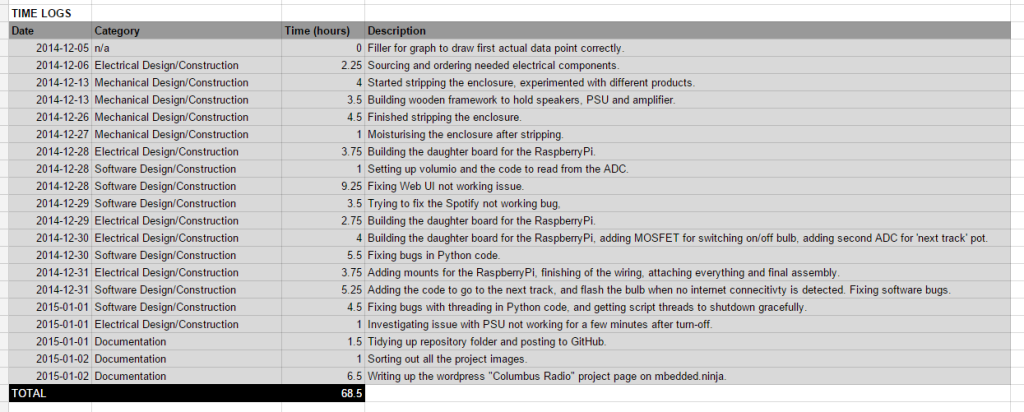 TIME LOGS
Date Category Time (hours) Description
2014-12-05 n/a 0 Filler for graph to draw first actual data point correctly.
2014-12-06 Electrical Design/Construction 2.25 Sourcing and ordering needed electrical components.
2014-12-13 Mechanical Design/Construction 4 Started stripping the enclosure, experimented with different products.
2014-12-13 Mechanical Design/Construction 3.5 Building wooden framework to hold speakers, PSU and amplifier.
2014-12-26 Mechanical Design/Construction 4.5 Finished stripping the enclosure.
2014-12-27 Mechanical Design/Construction 1 Moisturising the enclosure after stripping.
2014-12-28 Electrical Design/Construction 3.75 Building the daughter board for the RaspberryPi.
2014-12-28 Software Design/Construction 1 Setting up volumio and the code to read from the ADC.
2014-12-28 Software Design/Construction 9.25 Fixing Web UI not working issue.
2014-12-29 Software Design/Construction 3.5 Trying to fix the Spotify not working bug,
2014-12-29 Electrical Design/Construction 2.75 Building the daughter board for the RaspberryPi.
2014-12-30 Electrical Design/Construction 4 Building the daughter board for the RaspberryPi, adding MOSFET for switching on/off bulb, adding second ADC for 'next track' pot.
2014-12-30 Software Design/Construction 5.5 Fixing bugs in Python code.
2014-12-31 Electrical Design/Construction 3.75 Adding mounts for the RaspberryPi, finishing of the wiring, attaching everything and final assembly.
2014-12-31 Software Design/Construction 5.25 Adding the code to go to the next track, and flash the bulb when no internet connecitivty is detected. Fixing software bugs.
2015-01-01 Software Design/Construction 4.5 Fixing bugs with threading in Python code, and getting script threads to shutdown gracefully.
2015-01-01 Electrical Design/Construction 1 Investigating issue with PSU not working for a few minutes after turn-off.
2015-01-01 Documentation 1.5 Tidying up repository folder and posting to GitHub.
2015-01-02 Documentation 1 Sorting out all the project images.
2015-01-02 Documentation 6.5 Writing up the wordpress "Columbus Radio" project page on mbedded.ninja.
TOTAL 68.5